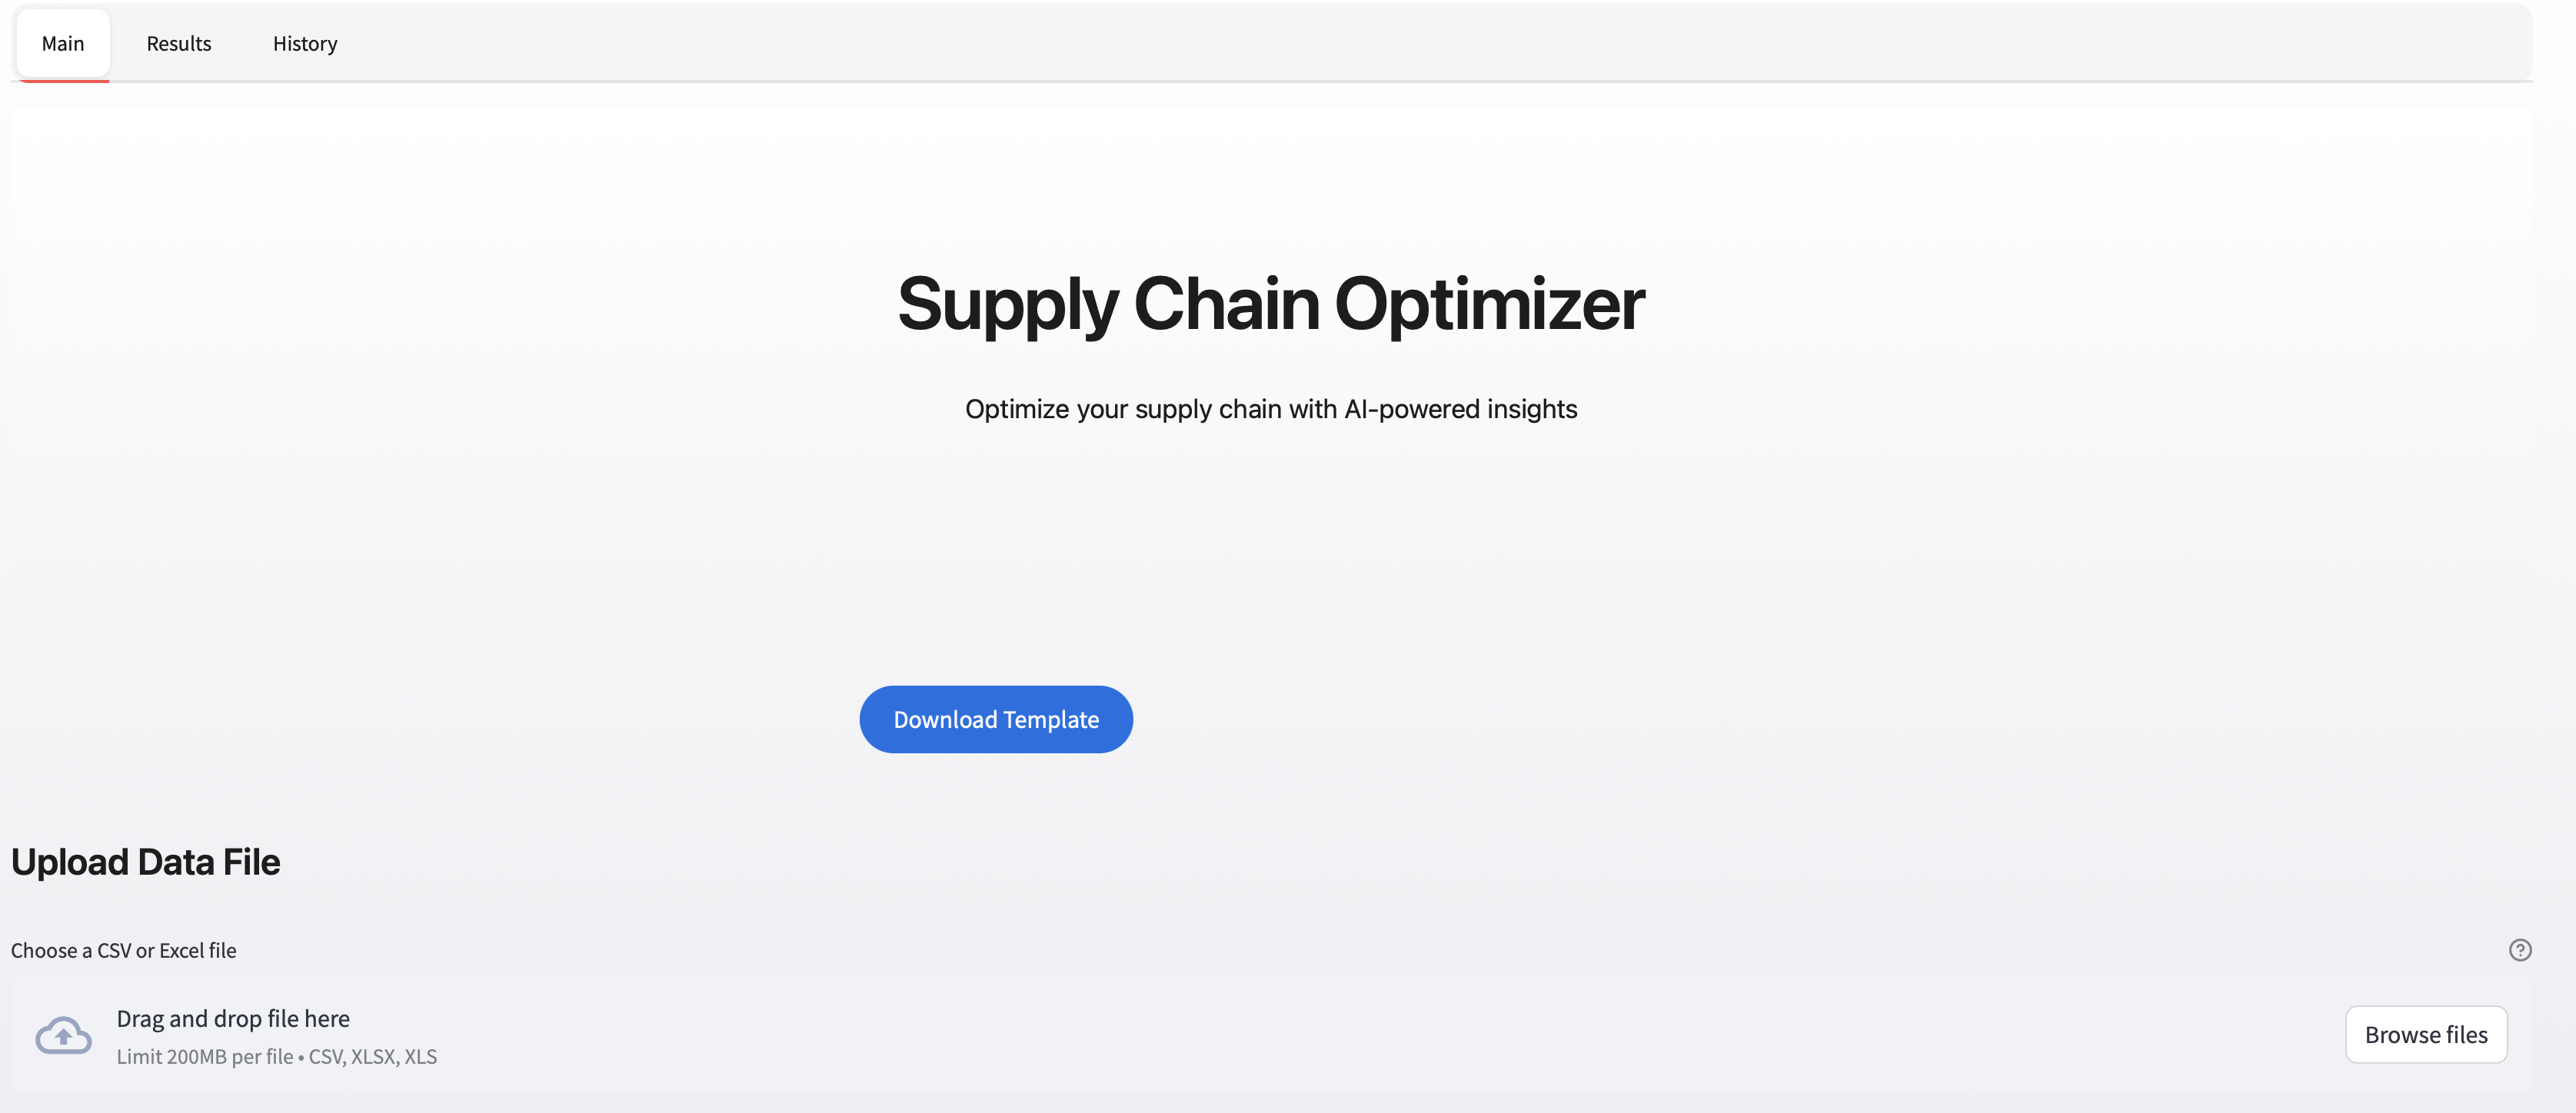 Main Results History
Supply Chain Optimizer
Optimize your supply chain with AI-powered insights
Download Template
Upload Data File
Choose a CSV or Excel file
?
Drag and drop file here
Limit 200MB per file • CSV, XLSX, XLS
Browse files